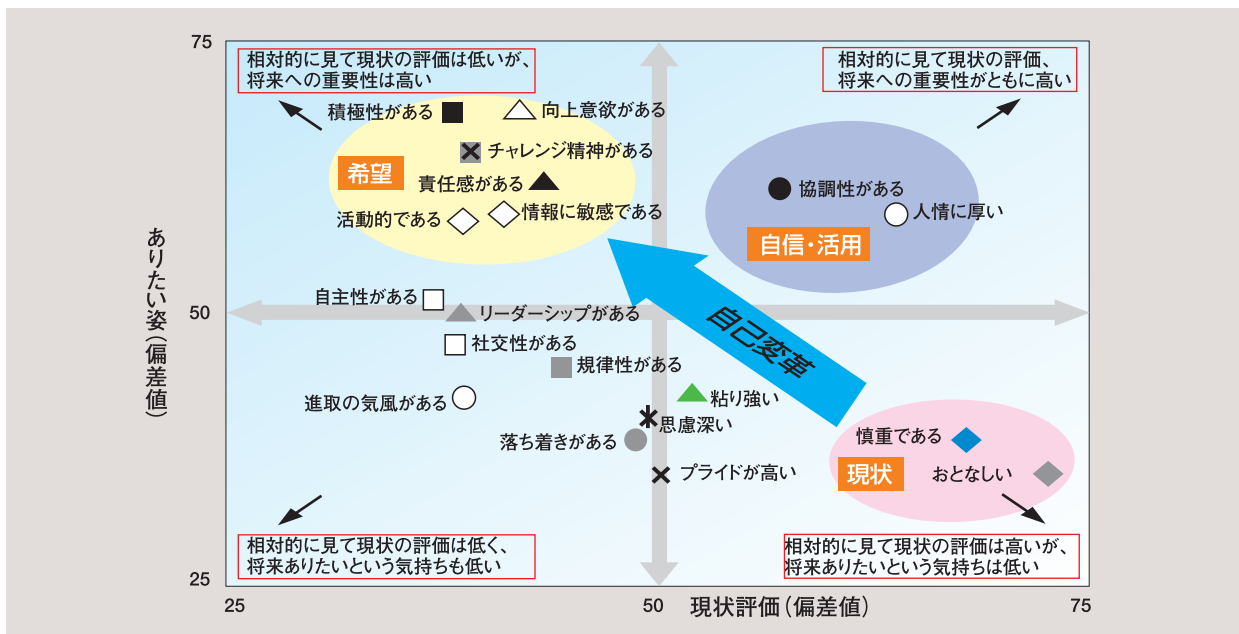 75
相対的に見て現状の評価は低いが、
将来への重要性は高い
相対的に見て現状の評価、
将来への重要性がともに高い
積極性がある
向上意欲がある
チャレンジ精神がある
希望
責任感がある
協調性がある
活動的である
情報に敏感である
人情に厚い
自信・活用
ありたい姿(偏差値)
自主性がある
50
リーダーシップがある
自己変革
社交性がある
規律性がある
進取の気風がある
粘り強い
思慮深い
落ち着きがある
慎重である
プライドが高い
現状
おとなしい
相対的に見て現状の評価は低く、
将来ありたいという気持ちも低い
相対的に見て現状の評価は高いが、
将来ありたいという気持ちは低い
25
25
50
現状評価(偏差値)
75